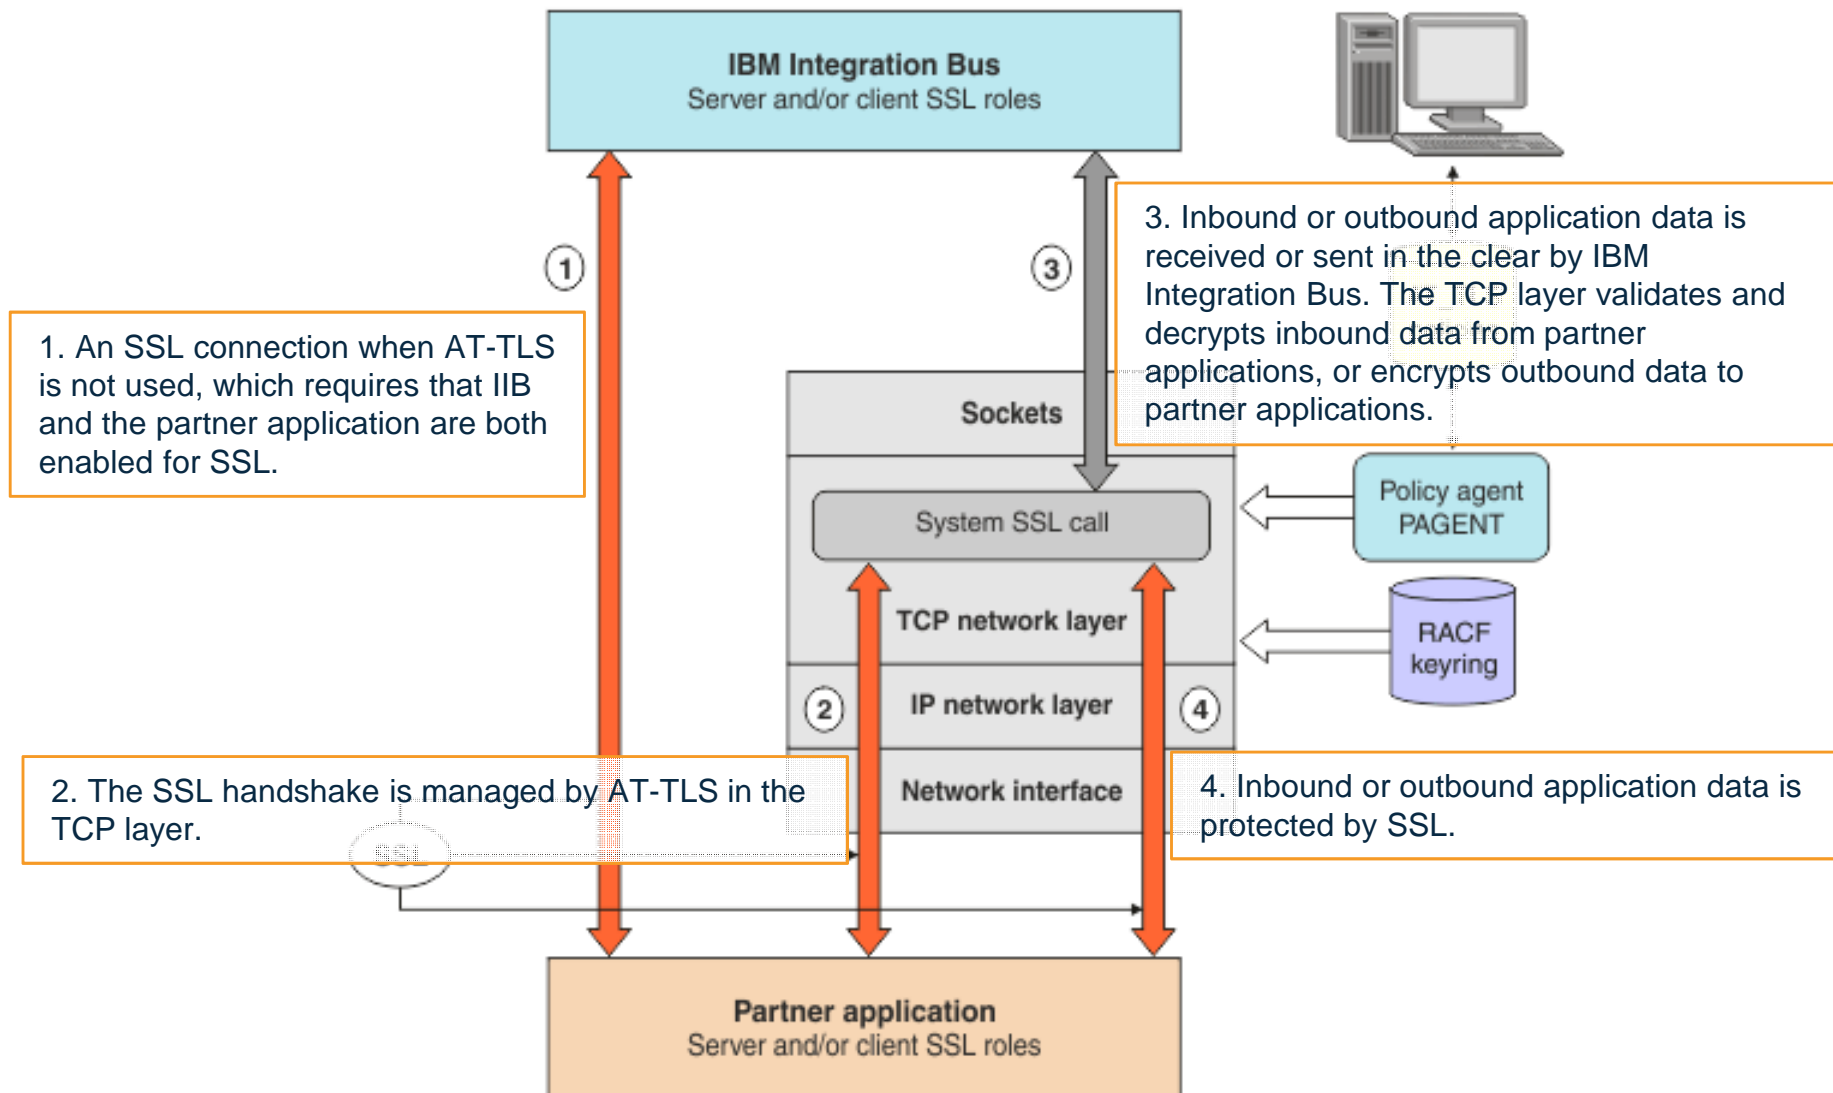 IBM Integration Bus
Server and/or client SSL roles
1
3
3. Inbound or outbound application data is
received or sent in the clear by IBM
Integration Bus. The TCP layer validates and
decrypts inbound data from partner
applications, or encrypts outbound data to
partner applications.
1. An SSL connection when AT-TLS
is not used, which requires that IIB
and the partner application are both
enabled for SSL.
Sockets
System SSL call
Policy agent
PAGENT
TCP network layer
RACF
keyring
2
IP network layer
4
2. The SSL handshake is managed by AT-TLS in the
TCP layer.
Network interface
4. Inbound or outbound application data is
protected by SSL.
SSL
Partner application
Server and/or client SSL roles